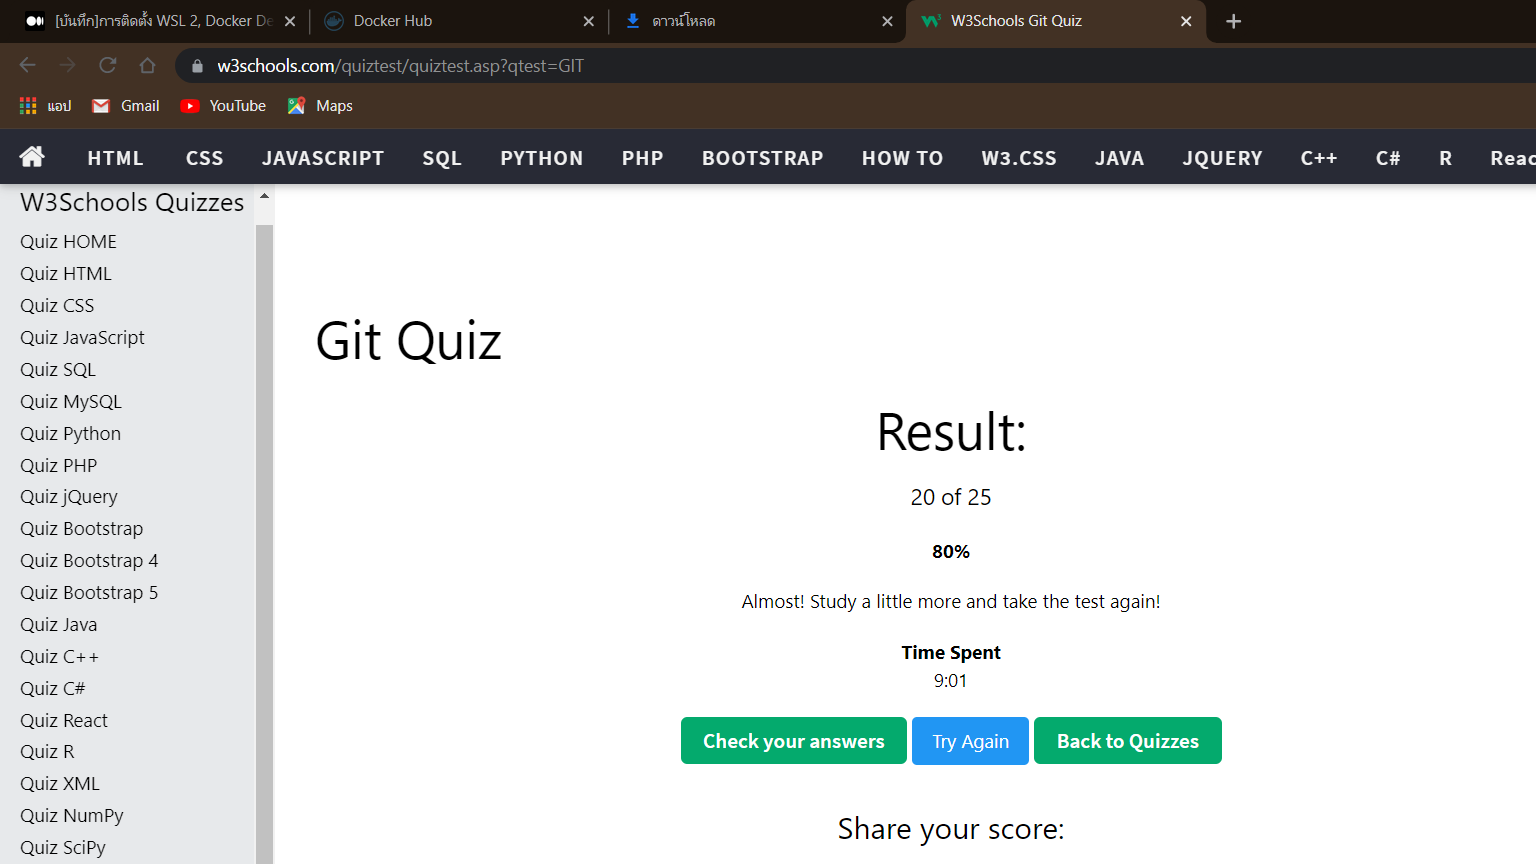 [บันทึก]การติดตั้ง WSL 2, Docker De
Docker Hub
ดาวน์โหลด
W3Schools Git Quiz
w3schools.com/quiztest/quiztest.asp?qtest=GIT
แอป
Gmail
YouTube
Maps
HTML
CSS
JAVASCRIPT
SQL
PYTHON
PHP
BOOTSTRAP
HOW TO
W3.CSS
JAVA
JQUERY
C++
C#
R
Reac
W3Schools Quizzes
Quiz HOME
Quiz HTML
Quiz CSS
Quiz JavaScript
Quiz SQL
Quiz MySQL
Quiz Python
Quiz PHP
Quiz jQuery
Quiz Bootstrap
Quiz Bootstrap 4
Quiz Bootstrap 5
Quiz Java
Quiz C++
Quiz C#
Quiz React
Quiz R
Quiz XML
Quiz NumPy
Quiz SciPy
Git Quiz
Result:
20 of 25
80%
Almost! Study a little more and take the test again!
Time Spent
9:01
Check your answers
Try Again
Back to Quizzes
Share your score: